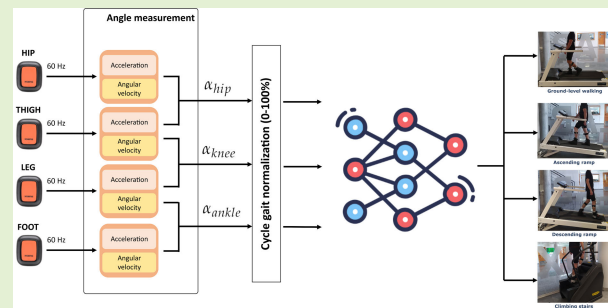 Angle measurement
HIP
60 Hz
Acceleration
Angular
velocity
THIGH
60 Hz
Acceleration
Angular
velocity
LEG
60 Hz
Acceleration
Angular
velocity
FOOT
60 Hz
Acceleration
Angular
velocity
α_hip
α_knee
α_ankle
Cycle gait normalization (0-100%)
Ground-level walking
Ascending ramp
Descending ramp
Climbing stairs